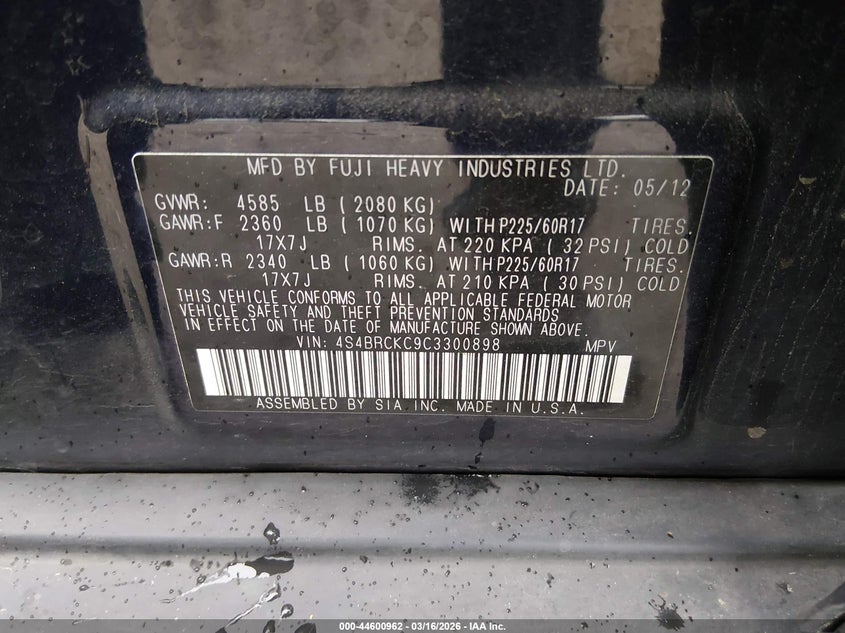 MFD BY FUJI HEAVY INDUSTRIES LTD.
DATE: 05/12
GVWR: 4585 LB ( 2080 KG)
GAWR:F 2360 LB ( 1070 KG) WITH P225/60R17 TIRES.
17X7J RIMS. AT 220 KPA ( 32 PSI) COLD
GAWR:R 2340 LB ( 1060 KG) WITH P225/60R17 TIRES.
17X7J RIMS. AT 210 KPA ( 30 PSI) COLD
THIS VEHICLE CONFORMS TO ALL APPLICABLE FEDERAL MOTOR
VEHICLE SAFETY AND THEFT PREVENTION STANDARDS
IN EFFECT ON THE DATE OF MANUFACTURE SHOWN ABOVE.
VIN: 4S4BRCKC9C3300898 MPV
ASSEMBLED BY SIA INC. MADE IN U.S.A.
000-44600962 - 03/16/2026 - IAA Inc.